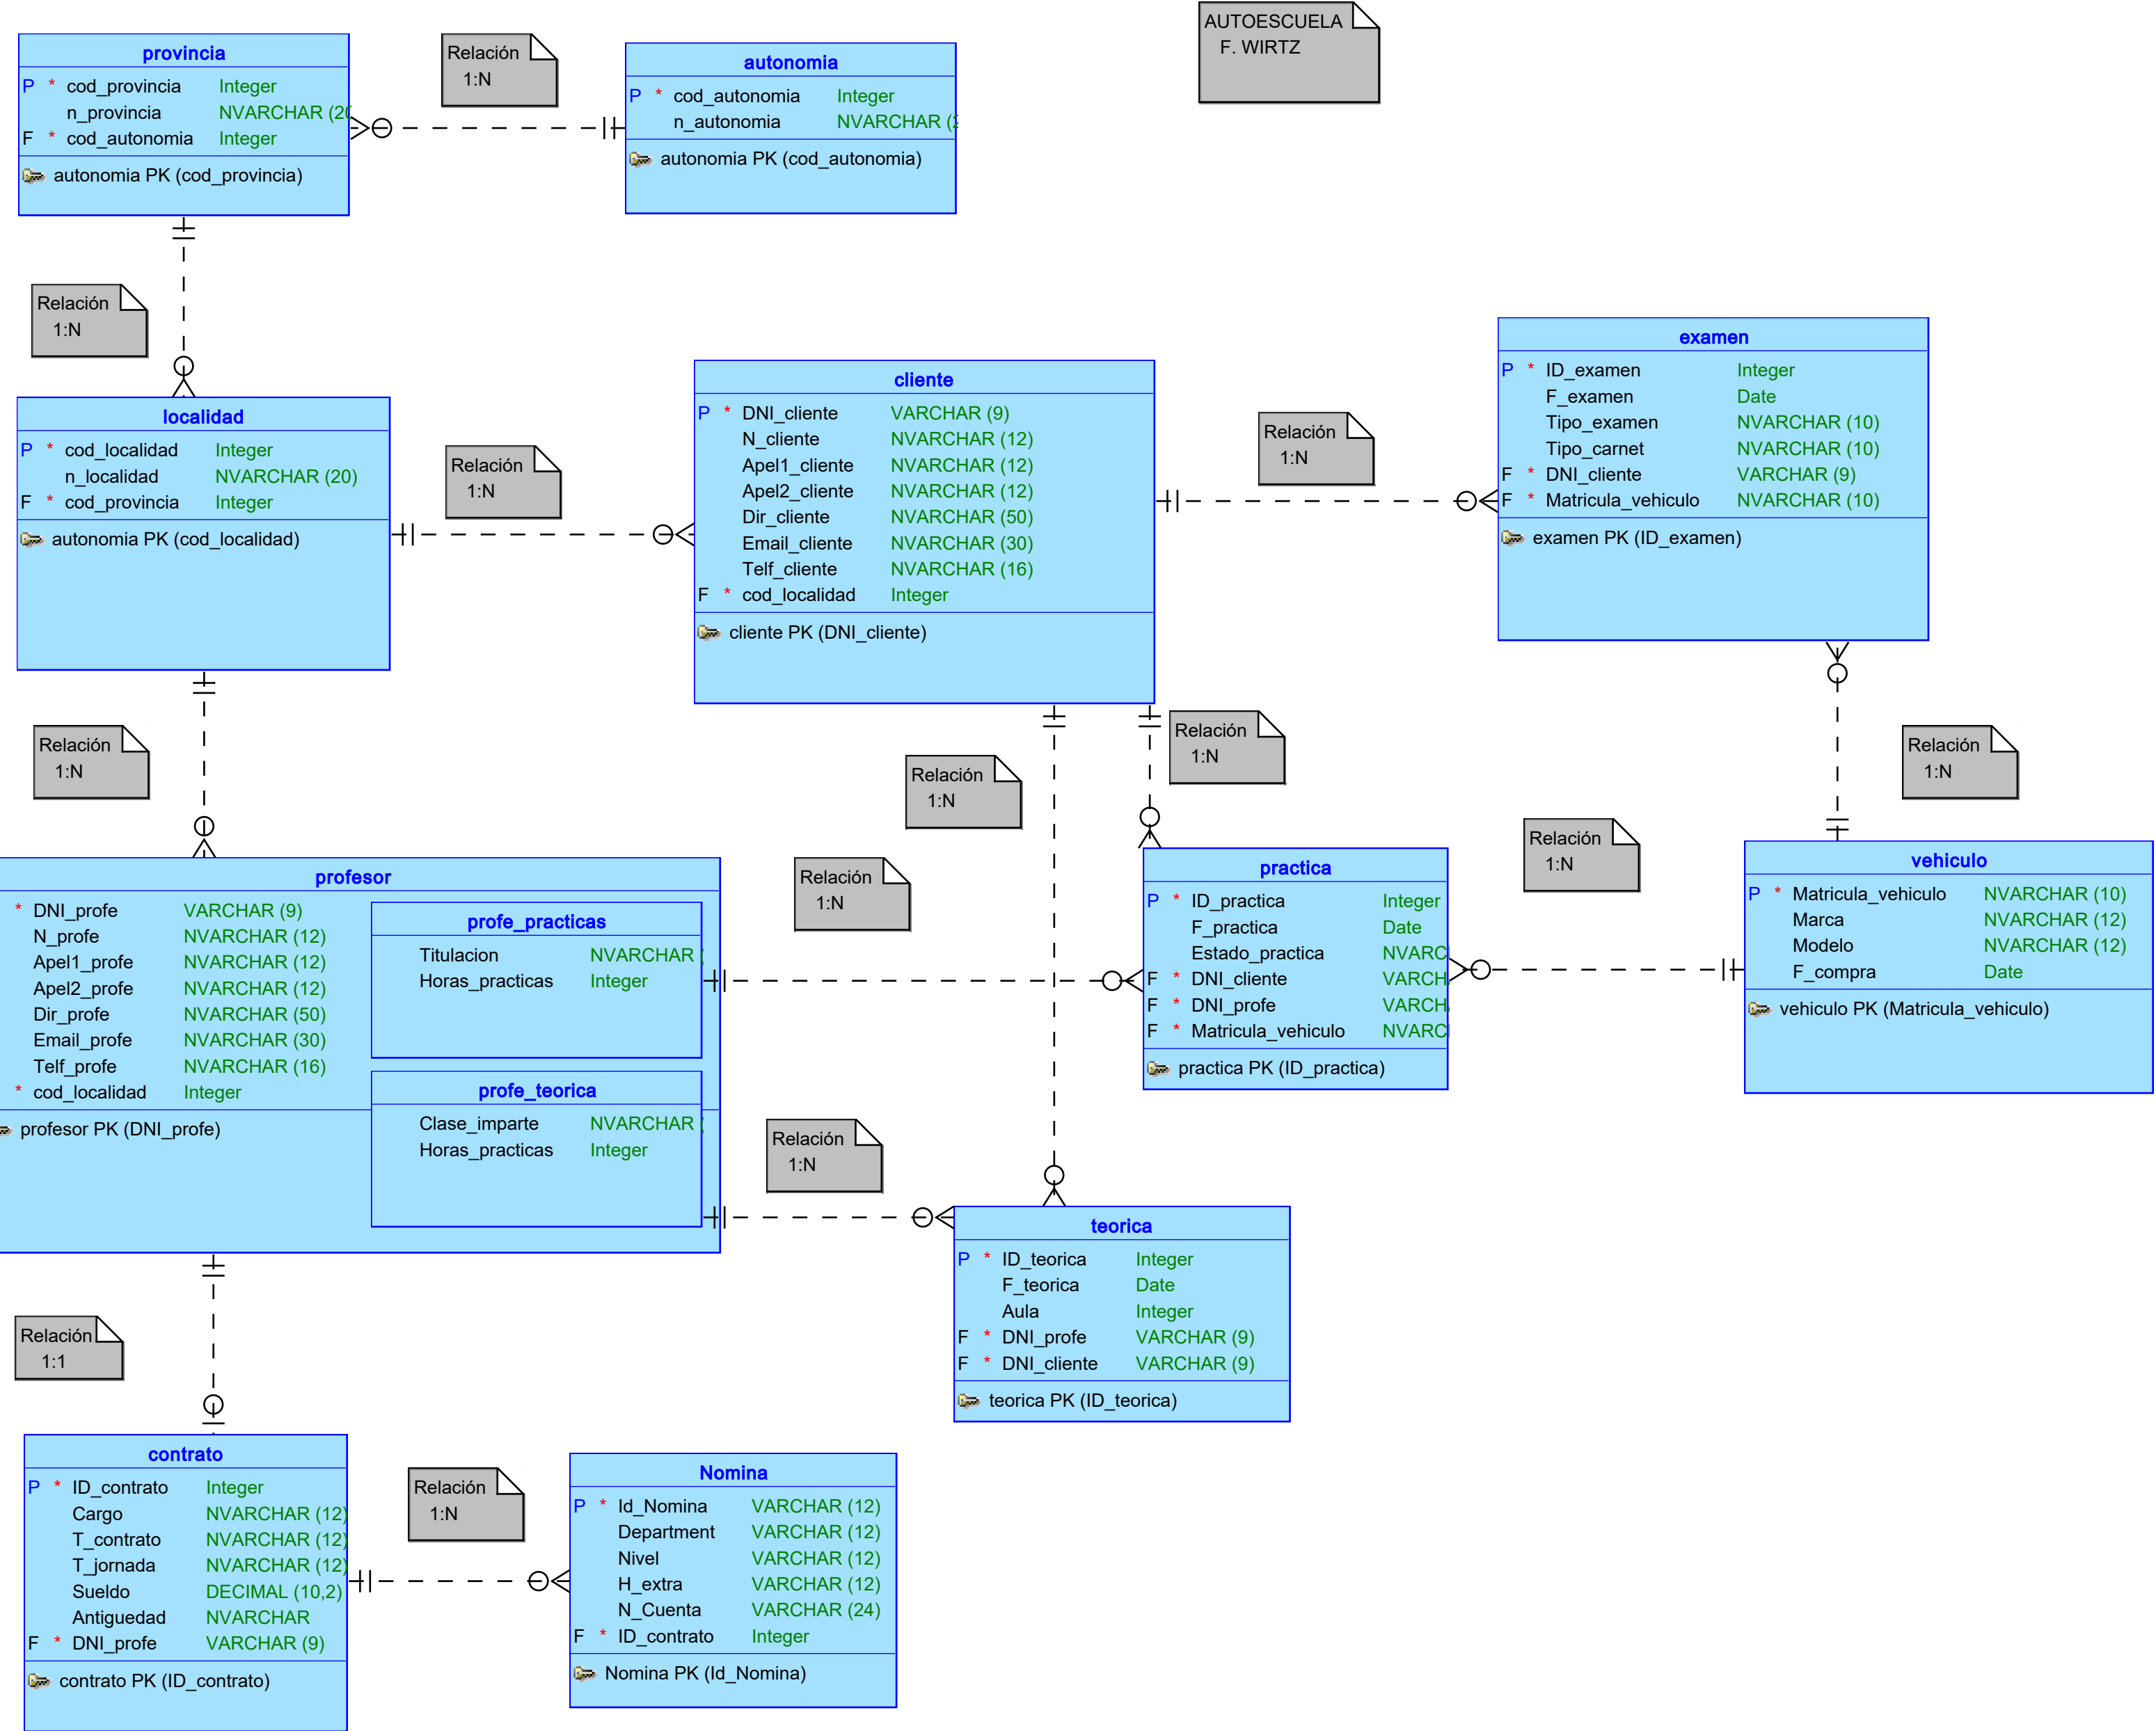 AUTOESCUELA
F. WIRTZ
provincia
P * cod_provincia Integer
n_provincia NVARCHAR (20
F * cod_autonomia Integer
autonomia PK (cod_provincia)
Relación
1:N
autonomia
P * cod_autonomia Integer
n_autonomia NVARCHAR (2
autonomia PK (cod_autonomia)
Relación
1:N
localidad
P * cod_localidad Integer
n_localidad NVARCHAR (20)
F * cod_provincia Integer
autonomia PK (cod_localidad)
Relación
1:N
cliente
P * DNI_cliente VARCHAR (9)
N_cliente NVARCHAR (12)
Apel1_cliente NVARCHAR (12)
Apel2_cliente NVARCHAR (12)
Dir_cliente NVARCHAR (50)
Email_cliente NVARCHAR (30)
Telf_cliente NVARCHAR (16)
F * cod_localidad Integer
cliente PK (DNI_cliente)
Relación
1:N
examen
P * ID_examen Integer
F_examen Date
Tipo_examen NVARCHAR (10)
Tipo_carnet NVARCHAR (10)
F * DNI_cliente VARCHAR (9)
F * Matricula_vehiculo NVARCHAR (10)
examen PK (ID_examen)
Relación
1:N
Relación
1:N
Relación
1:N
Relación
1:N
Relación
1:N
Relación
1:N
profesor
* DNI_profe VARCHAR (9)
N_profe NVARCHAR (12)
Apel1_profe NVARCHAR (12)
Apel2_profe NVARCHAR (12)
Dir_profe NVARCHAR (50)
Email_profe NVARCHAR (30)
Telf_profe NVARCHAR (16)
* cod_localidad Integer
profesor PK (DNI_profe)
profe_practicas
Titulacion NVARCHAR (
Horas_practicas Integer
profe_teorica
Clase_imparte NVARCHAR (
Horas_practicas Integer
practica
P * ID_practica Integer
F_practica Date
Estado_practica NVARC
F * DNI_cliente VARCH
F * DNI_profe VARCH
F * Matricula_vehiculo NVARC
practica PK (ID_practica)
vehiculo
P * Matricula_vehiculo NVARCHAR (10)
Marca NVARCHAR (12)
Modelo NVARCHAR (12)
F_compra Date
vehiculo PK (Matricula_vehiculo)
Relación
1:N
teorica
P * ID_teorica Integer
F_teorica Date
Aula Integer
F * DNI_profe VARCHAR (9)
F * DNI_cliente VARCHAR (9)
teorica PK (ID_teorica)
Relación
1:1
contrato
P * ID_contrato Integer
Cargo NVARCHAR (12)
T_contrato NVARCHAR (12)
T_jornada NVARCHAR (12)
Sueldo DECIMAL (10,2)
Antiguedad NVARCHAR
F * DNI_profe VARCHAR (9)
contrato PK (ID_contrato)
Relación
1:N
Nomina
P * Id_Nomina VARCHAR (12)
Department VARCHAR (12)
Nivel VARCHAR (12)
H_extra VARCHAR (12)
N_Cuenta VARCHAR (24)
F * ID_contrato Integer
Nomina PK (Id_Nomina)